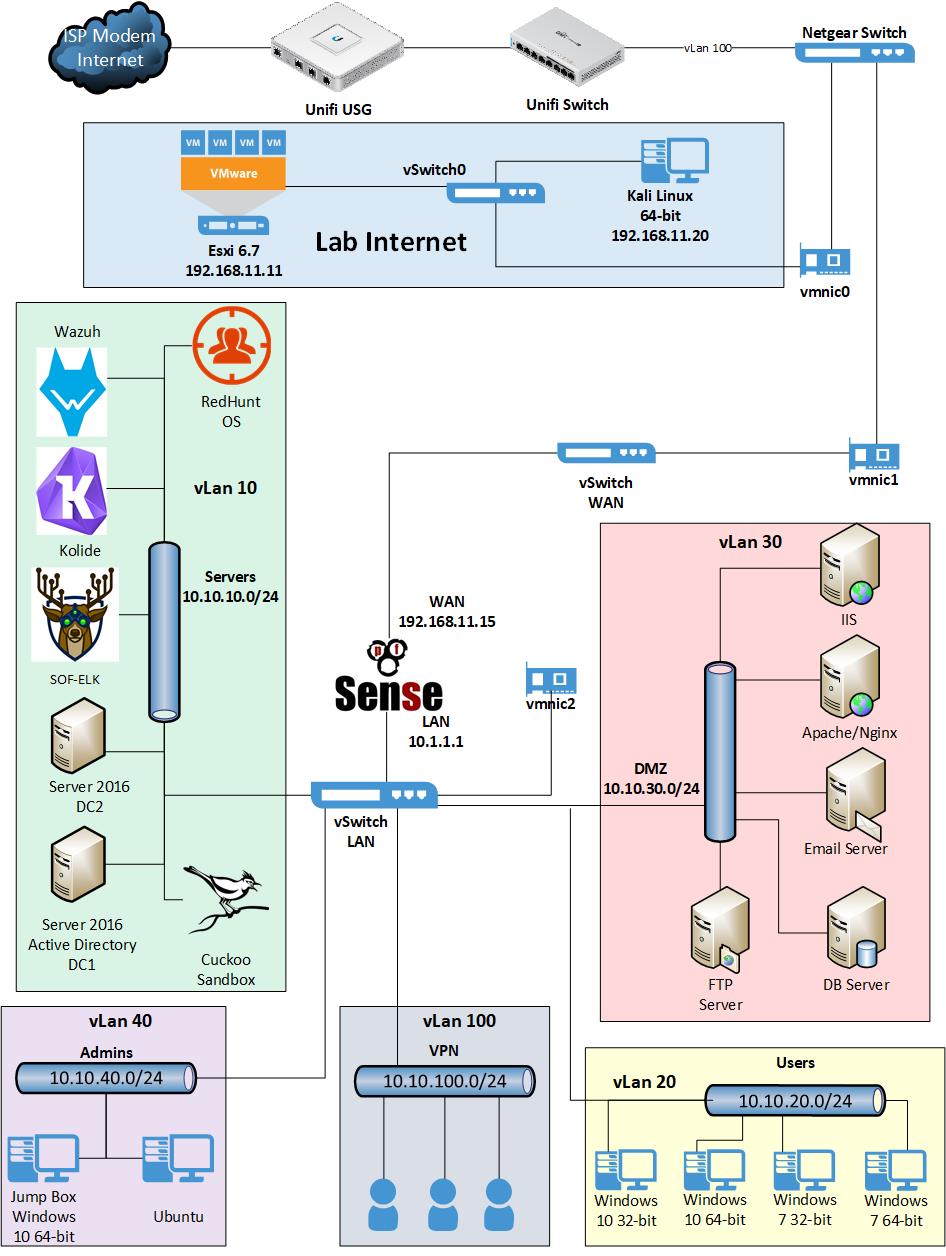 ISP Modem
Internet
Unifi USG
Unifi Switch
vLan 100
Netgear Switch
VM VM VM VM
VMware
Esxi 6.7
192.168.11.11
Lab Internet
vSwitch0
Kali Linux
64-bit
192.168.11.20
vmnic0
Wazuh
W
RedHunt
OS
K
Kolide
vLan 10
Servers
10.10.10.0/24
SOF-ELK
Server 2016
DC2
Server 2016
Active Directory
DC1
Cuckoo
Sandbox
vSwitch
WAN
vmnic1
WAN
192.168.11.15
pf
Sense
LAN
10.1.1.1
vmnic2
vSwitch
LAN
vLan 30
DMZ
10.10.30.0/24
IIS
Apache/Nginx
Email Server
FTP
Server
DB Server
vLan 40
Admins
10.10.40.0/24
Jump Box
Windows
10 64-bit
Ubuntu
vLan 100
VPN
10.10.100.0/24
Users
vLan 20
10.10.20.0/24
Windows
10 32-bit
Windows
10 64-bit
Windows
7 32-bit
Windows
7 64-bit